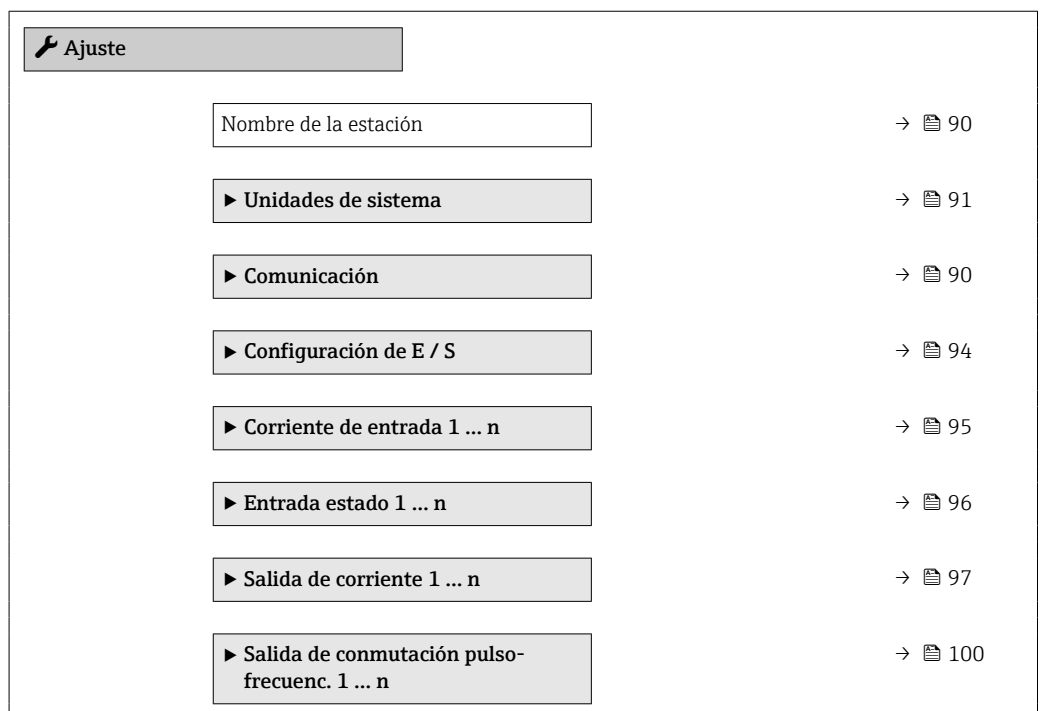 Ajuste
Nombre de la estación → 90
▶ Unidades de sistema → 91
▶ Comunicación → 90
▶ Configuración de E / S → 94
▶ Corriente de entrada 1 … n → 95
▶ Entrada estado 1 … n → 96
▶ Salida de corriente 1 … n → 97
▶ Salida de conmutación pulso- → 100
frecuenc. 1 … n